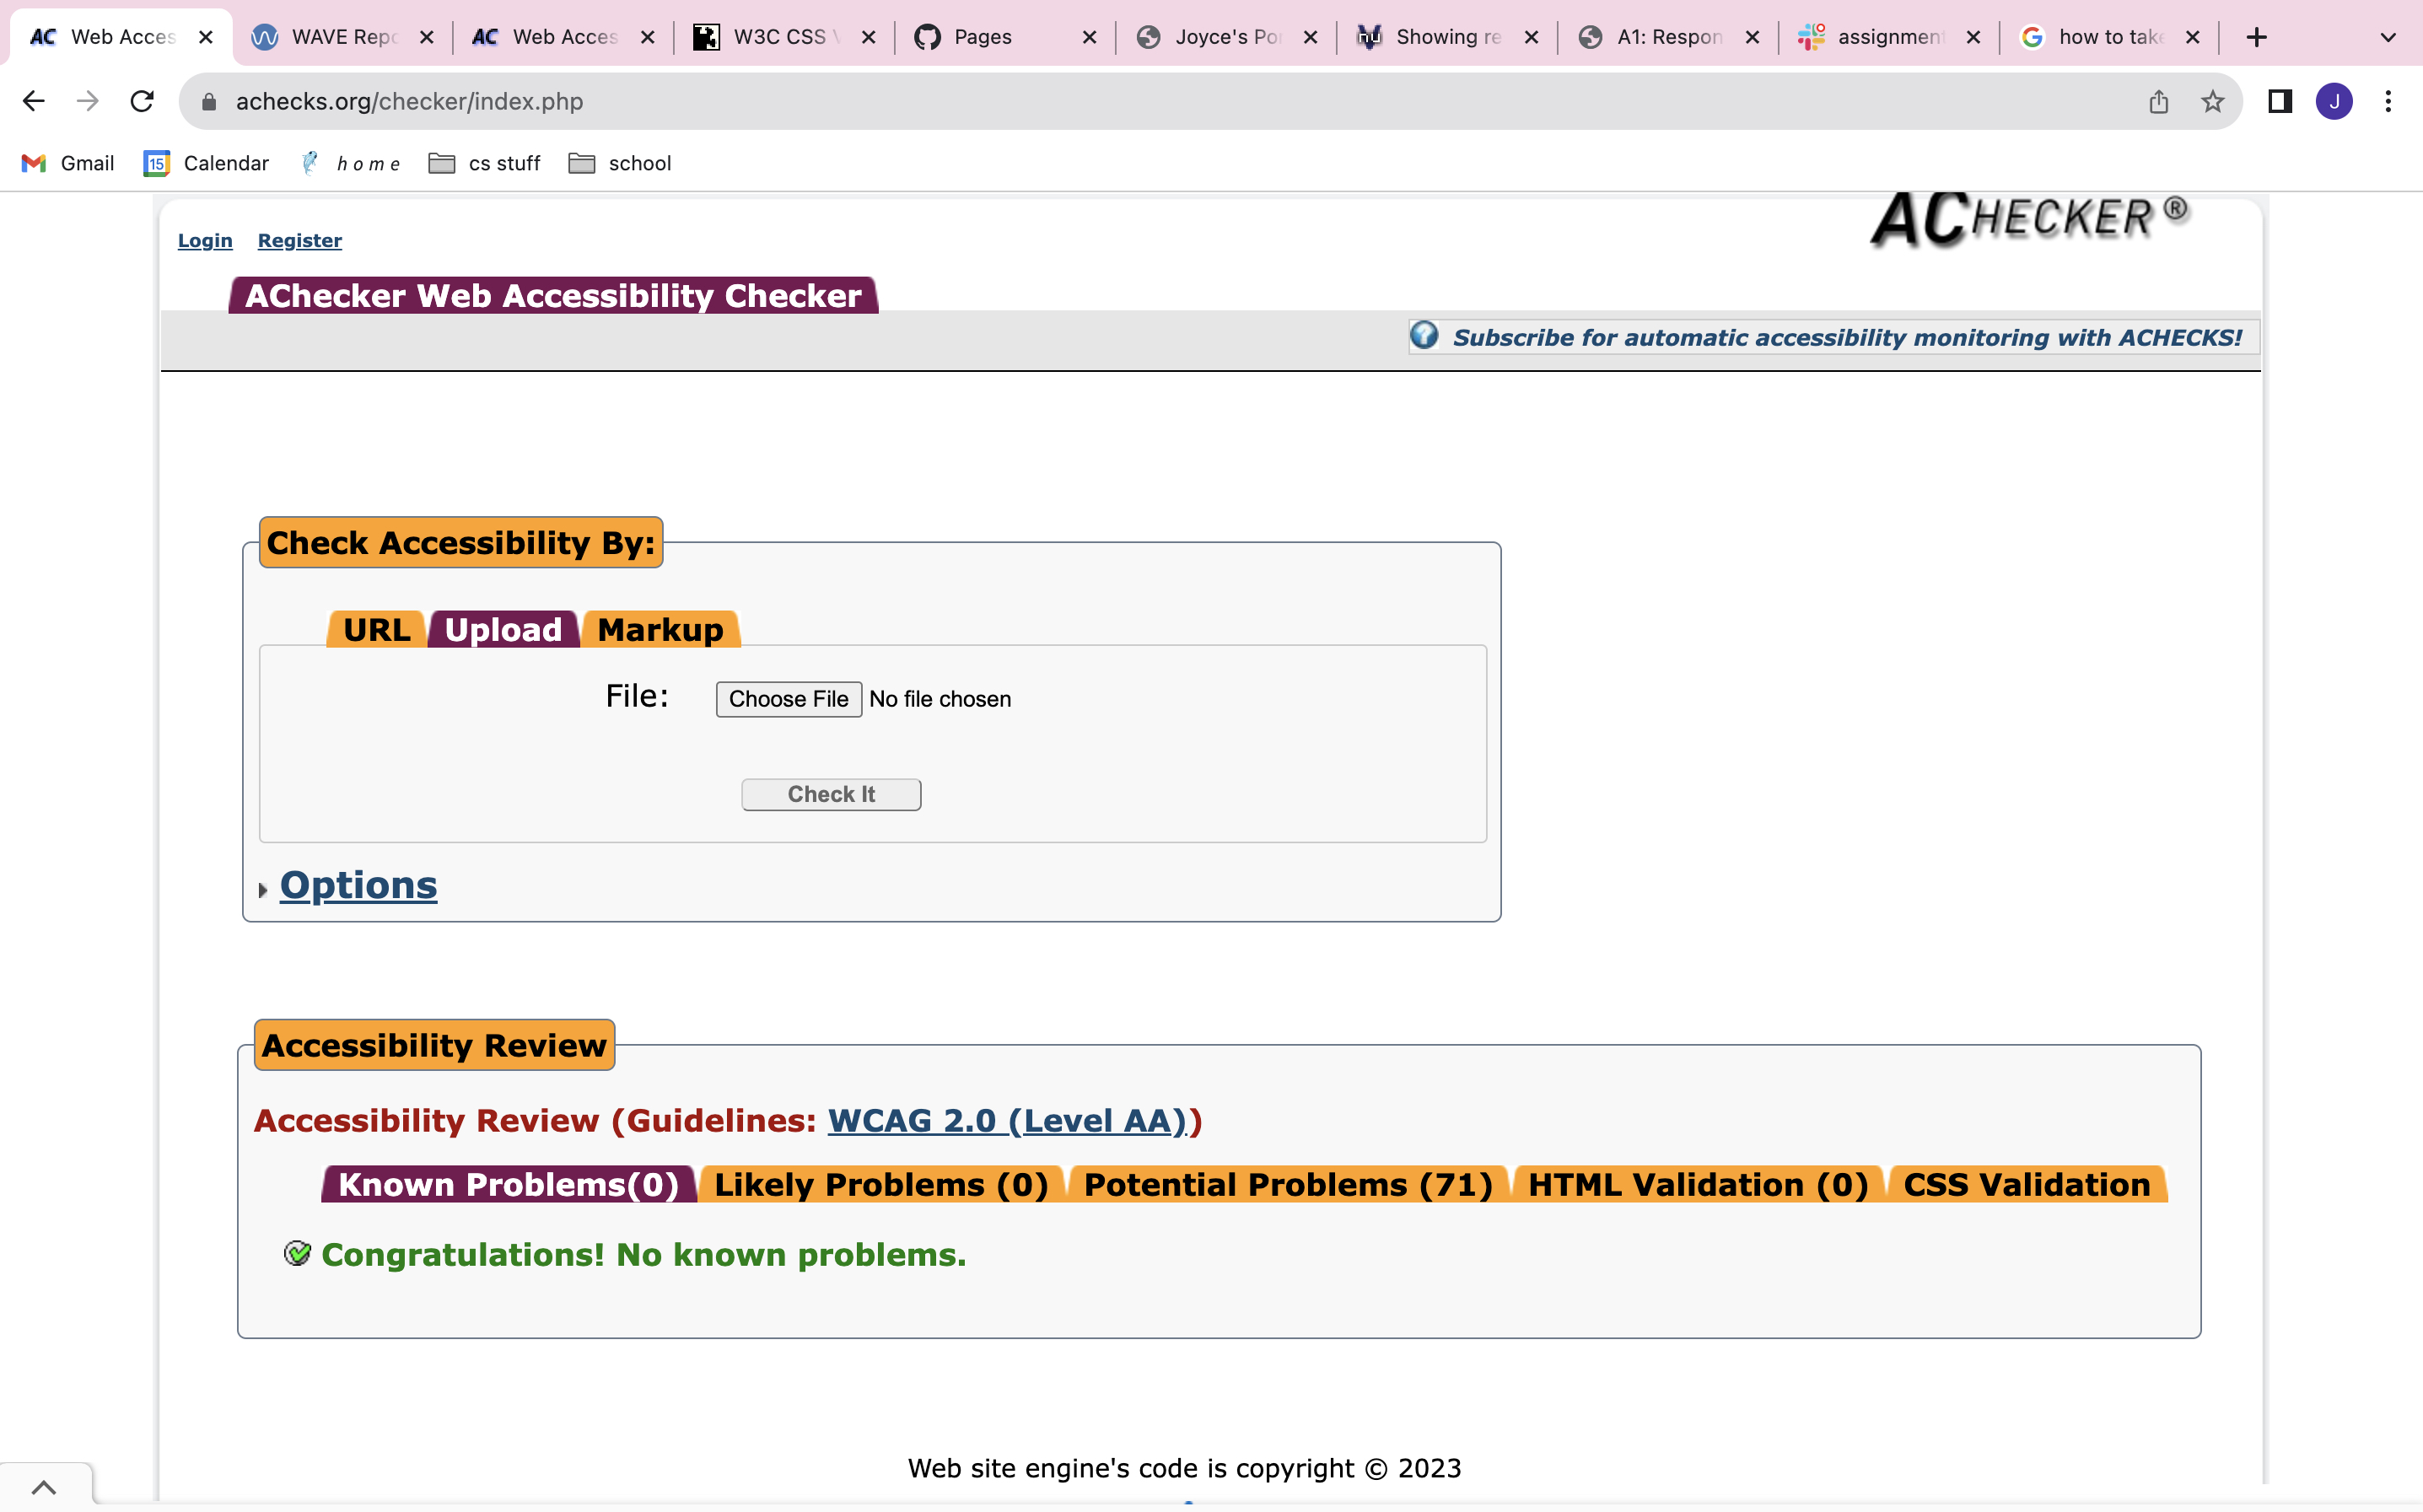 AC Web Acces WAVE Repo AC Web Acces W3C CSS V Pages Joyce's Por Showing re A1: Respon assignment how to take
achecks.org/checker/index.php J
Gmail 15 Calendar home cs stuff school
ACHECKER®
Login Register
AChecker Web Accessibility Checker
? Subscribe for automatic accessibility monitoring with ACHECKS!
Check Accessibility By:
URL Upload Markup
File: Choose File No file chosen
Check It
Options
Accessibility Review
Accessibility Review (Guidelines: WCAG 2.0 (Level AA))
Known Problems(0) Likely Problems (0) Potential Problems (71) HTML Validation (0) CSS Validation
Congratulations! No known problems.
Web site engine's code is copyright © 2023